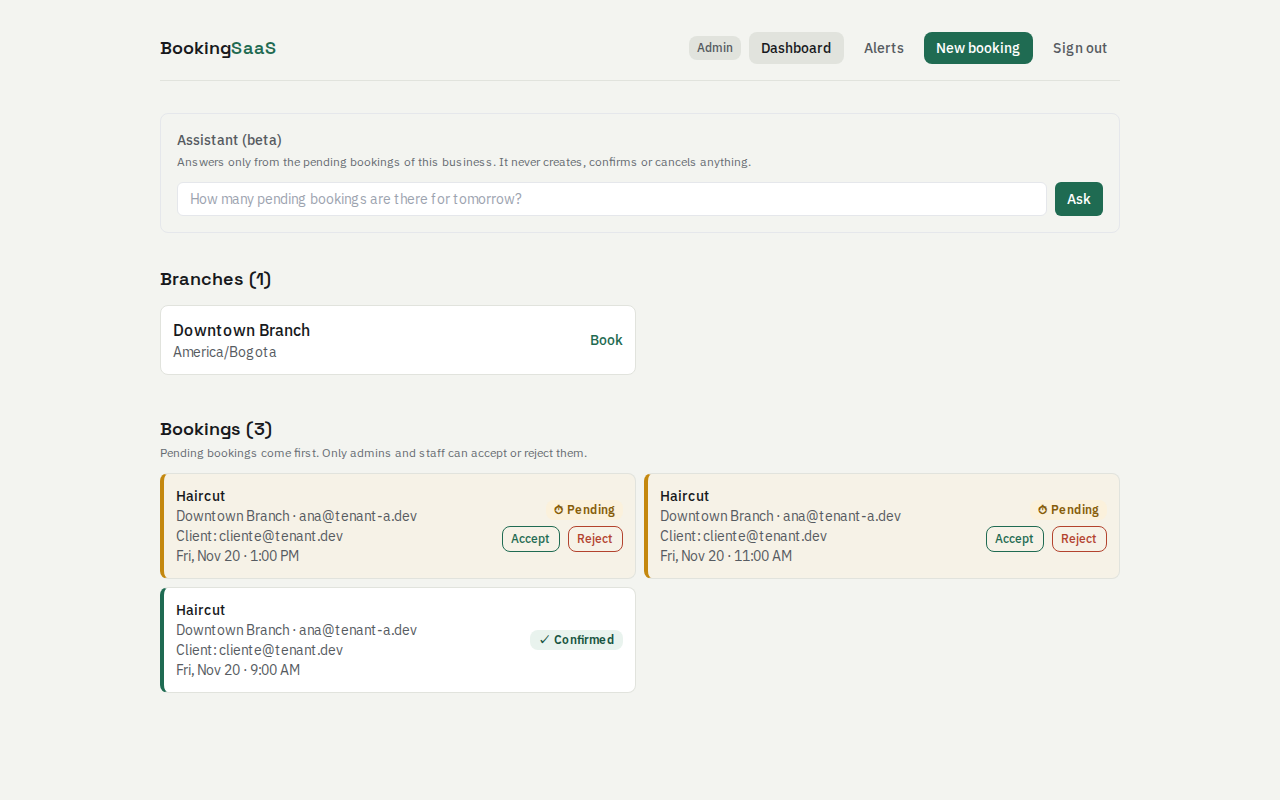 BookingSaaS
Admin
Dashboard
Alerts
New booking
Sign out
Assistant (beta)
Answers only from the pending bookings of this business. It never creates, confirms or cancels anything.
How many pending bookings are there for tomorrow?
Ask
Branches (1)
Downtown Branch
America/Bogota
Book
Bookings (3)
Pending bookings come first. Only admins and staff can accept or reject them.
Haircut
Downtown Branch · ana@tenant-a.dev
Client: cliente@tenant.dev
Fri, Nov 20 · 1:00 PM
⏱ Pending
Accept
Reject
Haircut
Downtown Branch · ana@tenant-a.dev
Client: cliente@tenant.dev
Fri, Nov 20 · 11:00 AM
⏱ Pending
Accept
Reject
Haircut
Downtown Branch · ana@tenant-a.dev
Client: cliente@tenant.dev
Fri, Nov 20 · 9:00 AM
✓ Confirmed